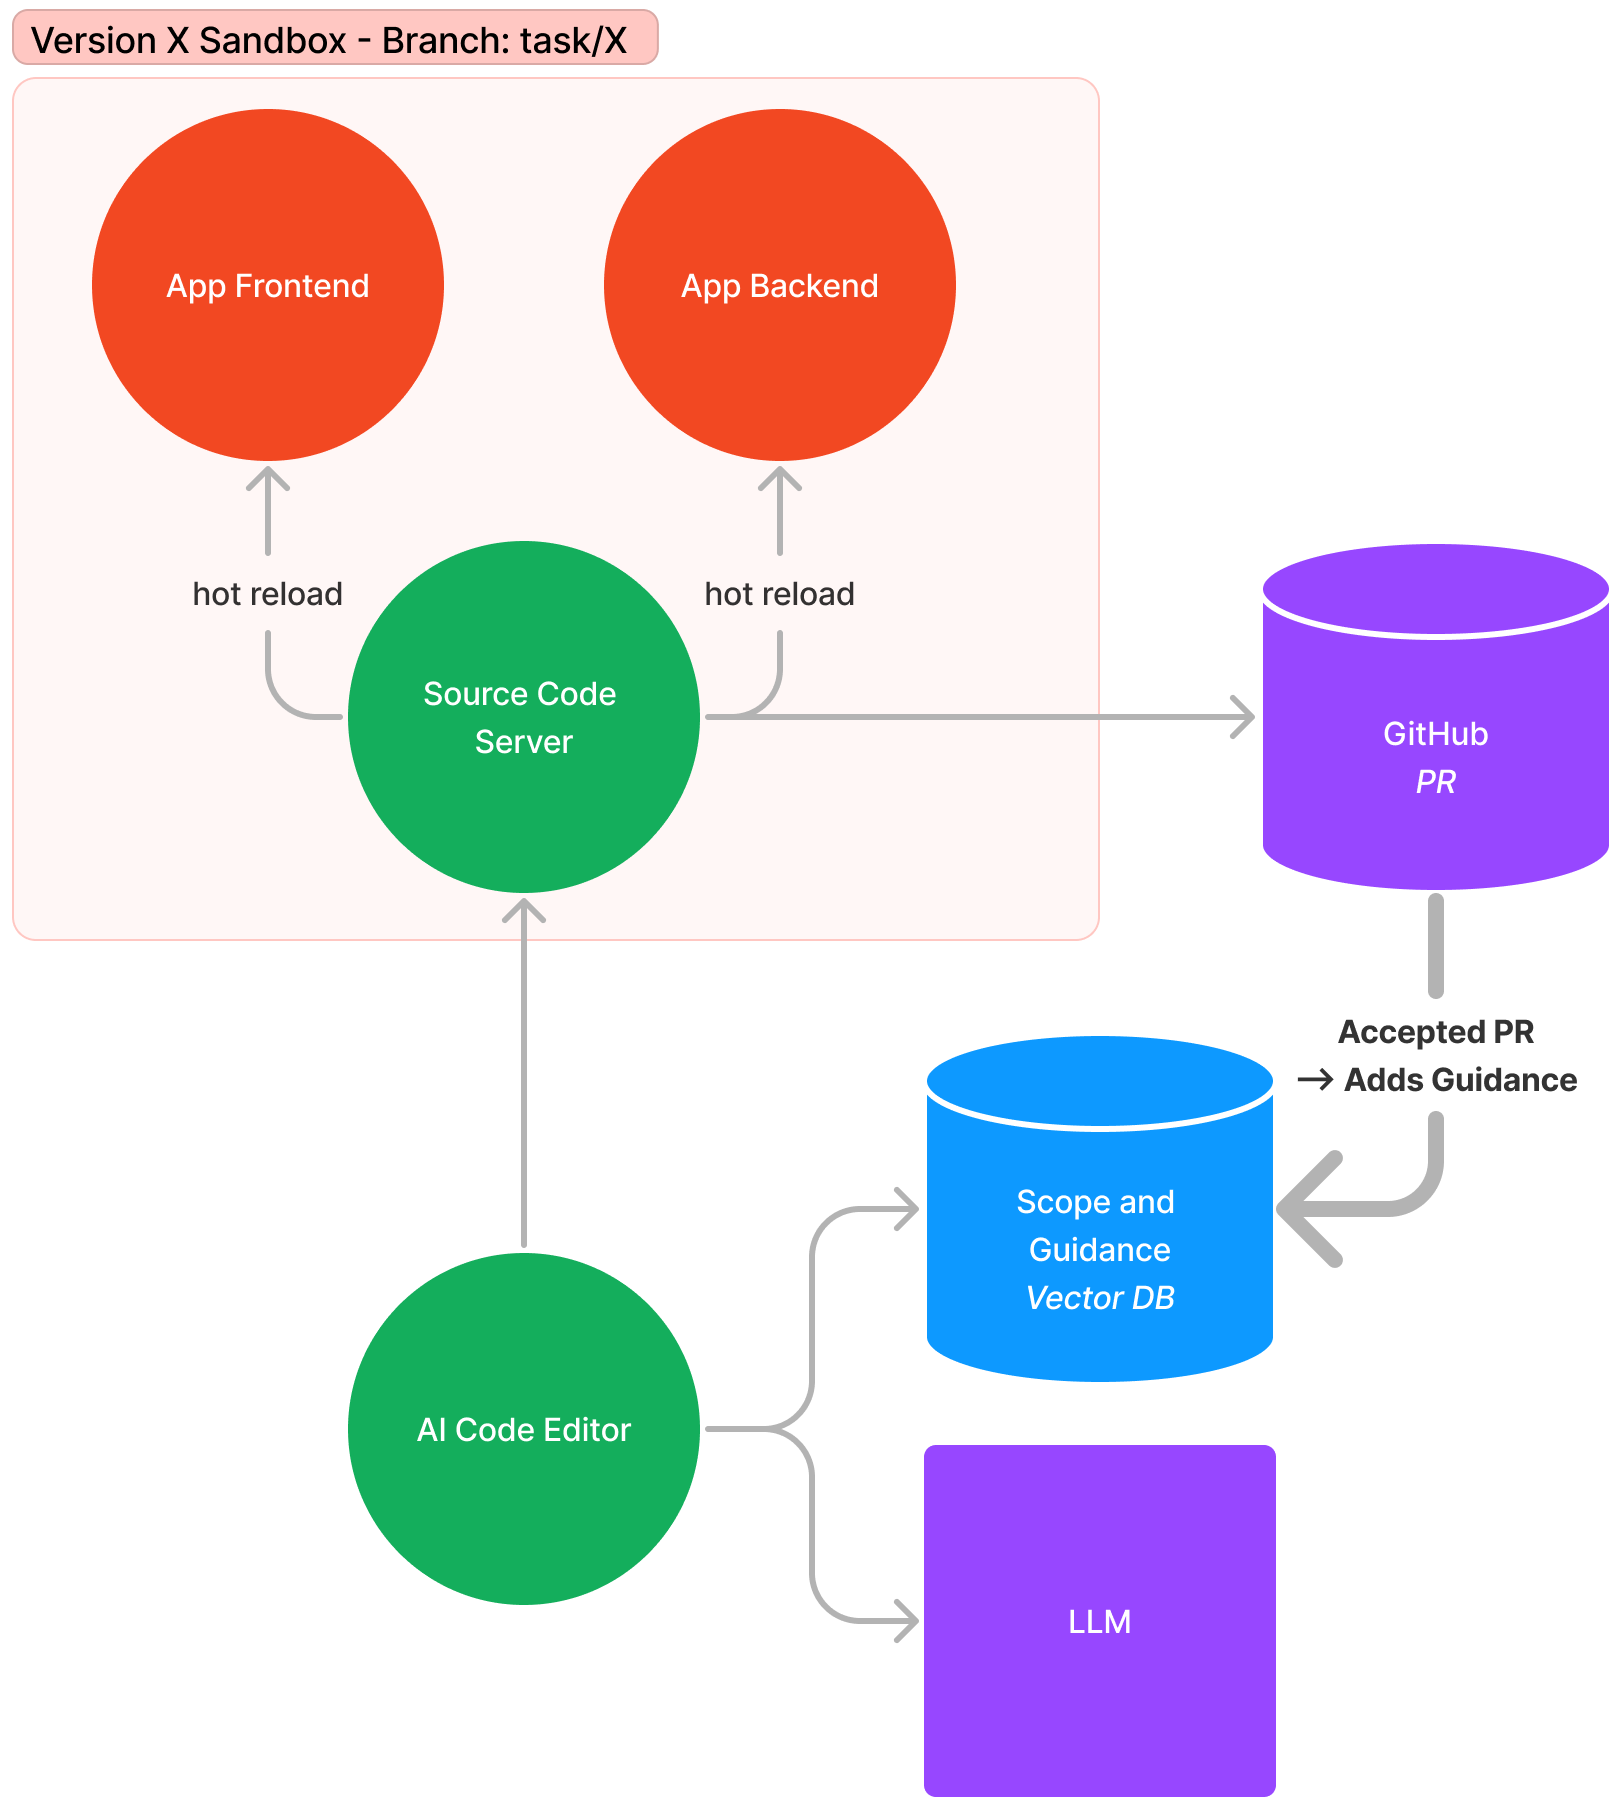 Version X Sandbox - Branch: task/X
App Frontend
App Backend
hot reload
hot reload
Source Code
Server
GitHub
PR
Accepted PR
→ Adds Guidance
Scope and
Guidance
Vector DB
AI Code Editor
LLM